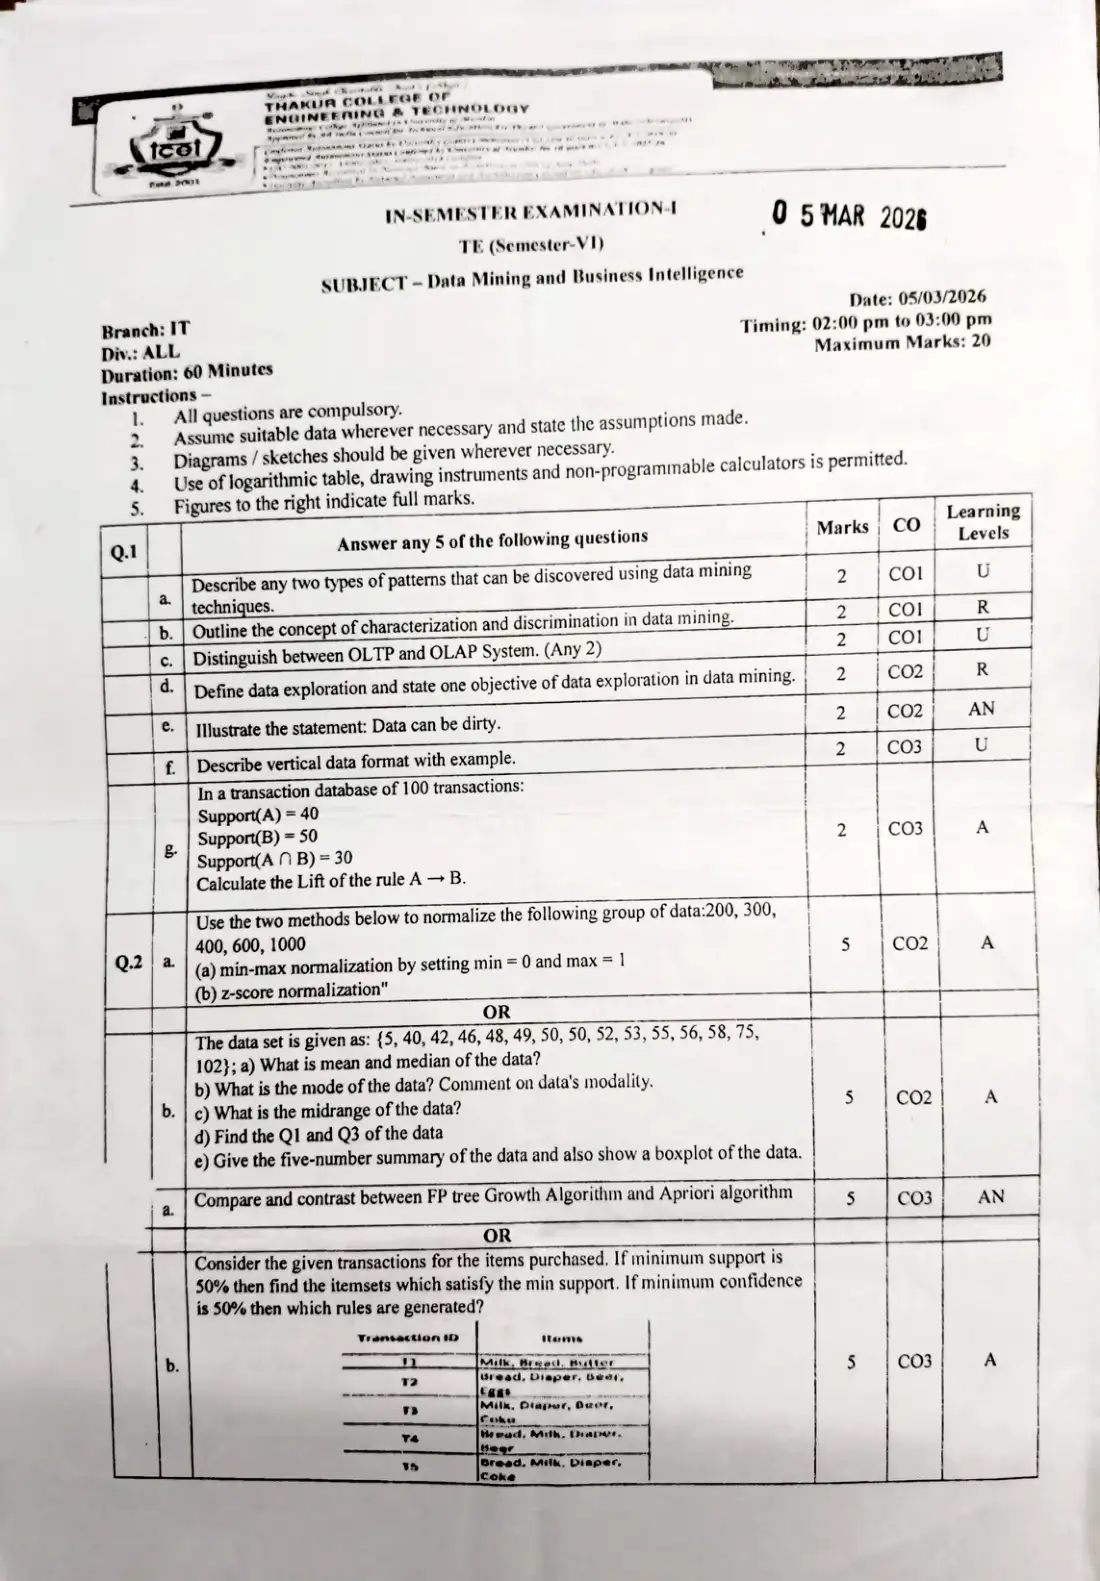 tcet
Estd 2001
THAKUR COLLEGE OF
ENGINEERING & TECHNOLOGY
IN-SEMESTER EXAMINATION-I
0 5 MAR 2026
TE (Semester-VI)
SUBJECT – Data Mining and Business Intelligence
Date: 05/03/2026
Branch: IT
Timing: 02:00 pm to 03:00 pm
Div.: ALL
Maximum Marks: 20
Duration: 60 Minutes
Instructions –
1. All questions are compulsory.
2. Assume suitable data wherever necessary and state the assumptions made.
3. Diagrams / sketches should be given wherever necessary.
4. Use of logarithmic table, drawing instruments and non-programmable calculators is permitted.
5. Figures to the right indicate full marks.
Q.1 Answer any 5 of the following questions Marks CO Learning Levels
a. Describe any two types of patterns that can be discovered using data mining
techniques. 2 CO1 U
b. Outline the concept of characterization and discrimination in data mining. 2 CO1 R
c. Distinguish between OLTP and OLAP System. (Any 2) 2 CO1 U
d. Define data exploration and state one objective of data exploration in data mining. 2 CO2 R
e. Illustrate the statement: Data can be dirty. 2 CO2 AN
f. Describe vertical data format with example. 2 CO3 U
g. In a transaction database of 100 transactions:
Support(A) = 40
Support(B) = 50
Support(A ∩ B) = 30
Calculate the Lift of the rule A → B.
2 CO3 A
Q.2 a. Use the two methods below to normalize the following group of data:200, 300,
400, 600, 1000
(a) min-max normalization by setting min = 0 and max = 1
(b) z-score normalization"
5 CO2 A
OR
b. The data set is given as: {5, 40, 42, 46, 48, 49, 50, 50, 52, 53, 55, 56, 58, 75,
102}; a) What is mean and median of the data?
b) What is the mode of the data? Comment on data's modality.
c) What is the midrange of the data?
d) Find the Q1 and Q3 of the data
e) Give the five-number summary of the data and also show a boxplot of the data.
5 CO2 A
a. Compare and contrast between FP tree Growth Algorithm and Apriori algorithm 5 CO3 AN
OR
b. Consider the given transactions for the items purchased. If minimum support is
50% then find the itemsets which satisfy the min support. If minimum confidence
is 50% then which rules are generated?
5 CO3 A
Transaction ID Items
T1 Milk, Bread, Butter
T2 Bread, Diaper, Beer,
Eggs
T3 Milk, Diaper, Beer,
Coke
T4 Bread, Milk, Diaper,
Beer
T5 Bread, Milk, Diaper,
Coke